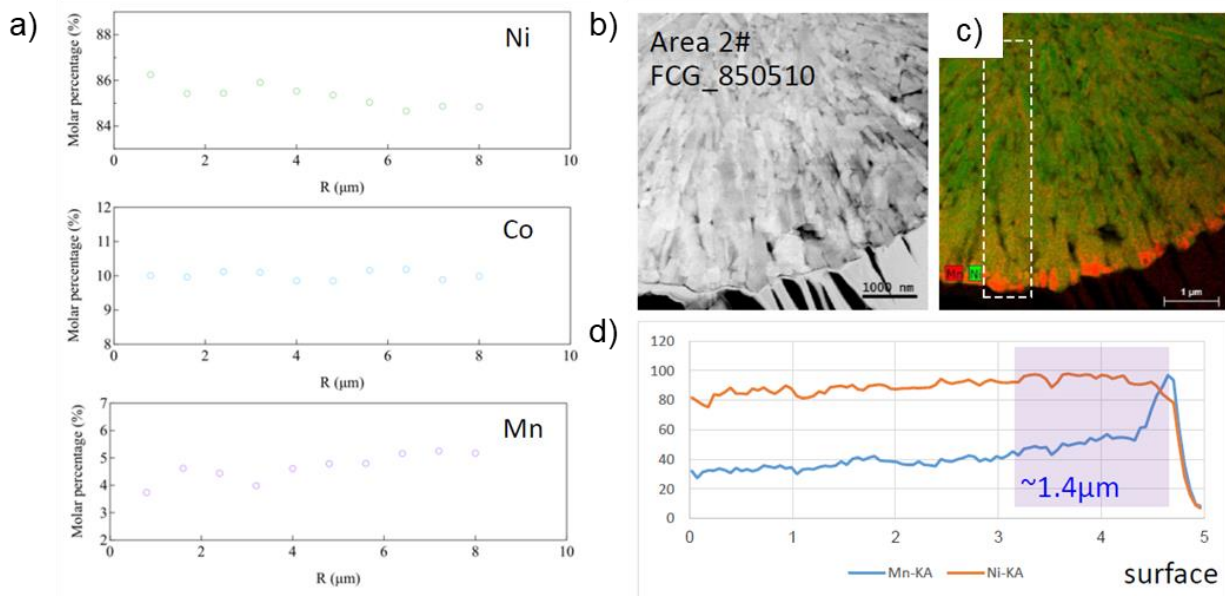 a)
Ni
Molar percentage (%)
88
86
84
0 2 4 6 8 10
R (μm)
Co
Molar percentage (%)
12
11
10
9
8
0 2 4 6 8 10
R (μm)
Mn
Molar percentage (%)
7
6
5
4
3
2
0 2 4 6 8 10
R (μm)
b)
Area 2#
FCG_850510
1000 nm
c)
Mn Ni
1 μm
d)
120
100
80
60
40
20
0
~1.4μm
0 1 2 3 4 5
Mn-KA Ni-KA
surface